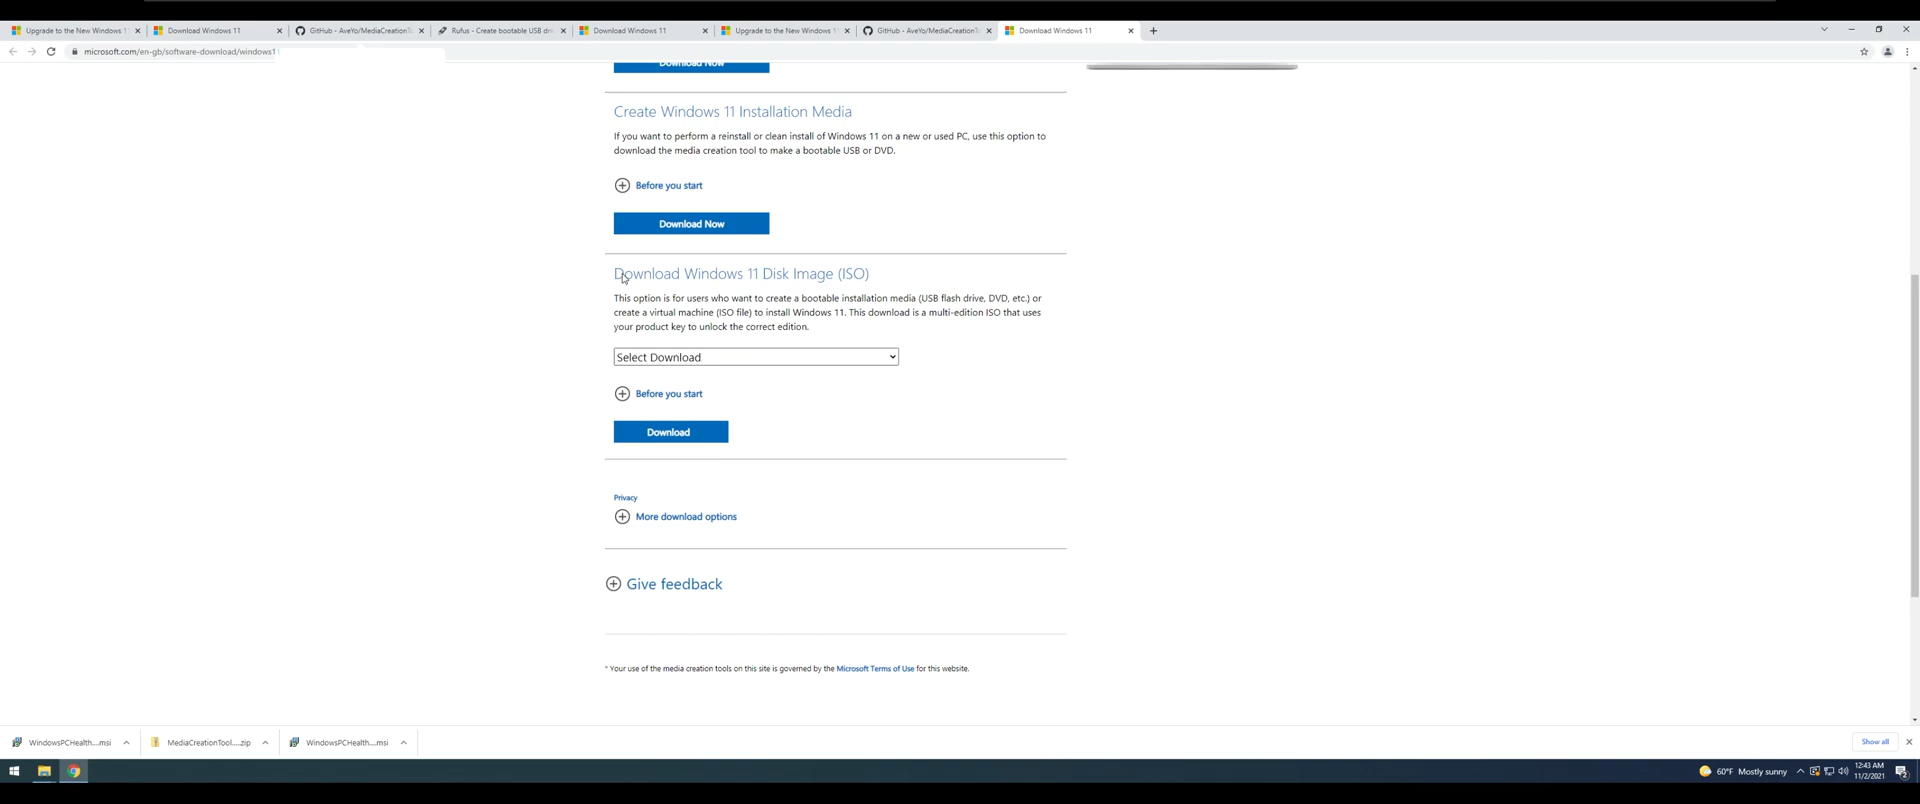 Upgrade to the New Windows 11
Download Windows 11
GitHub - AveYo/MediaCreationTo
Rufus - Create bootable USB dri
Download Windows 11
Upgrade to the New Windows 1
GitHub - AveYo/MediaCreationT
Download Windows 11
microsoft.com/en-gb/software-download/windows11
Download Now
Create Windows 11 Installation Media
If you want to perform a reinstall or clean install of Windows 11 on a new or used PC, use this option to
download the media creation tool to make a bootable USB or DVD.
Before you start
Download Now
Download Windows 11 Disk Image (ISO)
This option is for users who want to create a bootable installation media (USB flash drive, DVD, etc.) or
create a virtual machine (ISO file) to install Windows 11. This download is a multi-edition ISO that uses
your product key to unlock the correct edition.
Select Download
Before you start
Download
Privacy
More download options
Give feedback
* Your use of the media creation tools on this site is governed by the Microsoft Terms of Use for this website.
WindowsPCHealth....msi
MediaCreationTool....zip
WindowsPCHealth....msi
Show all
60°F Mostly sunny
12:43 AM
11/2/2021
2